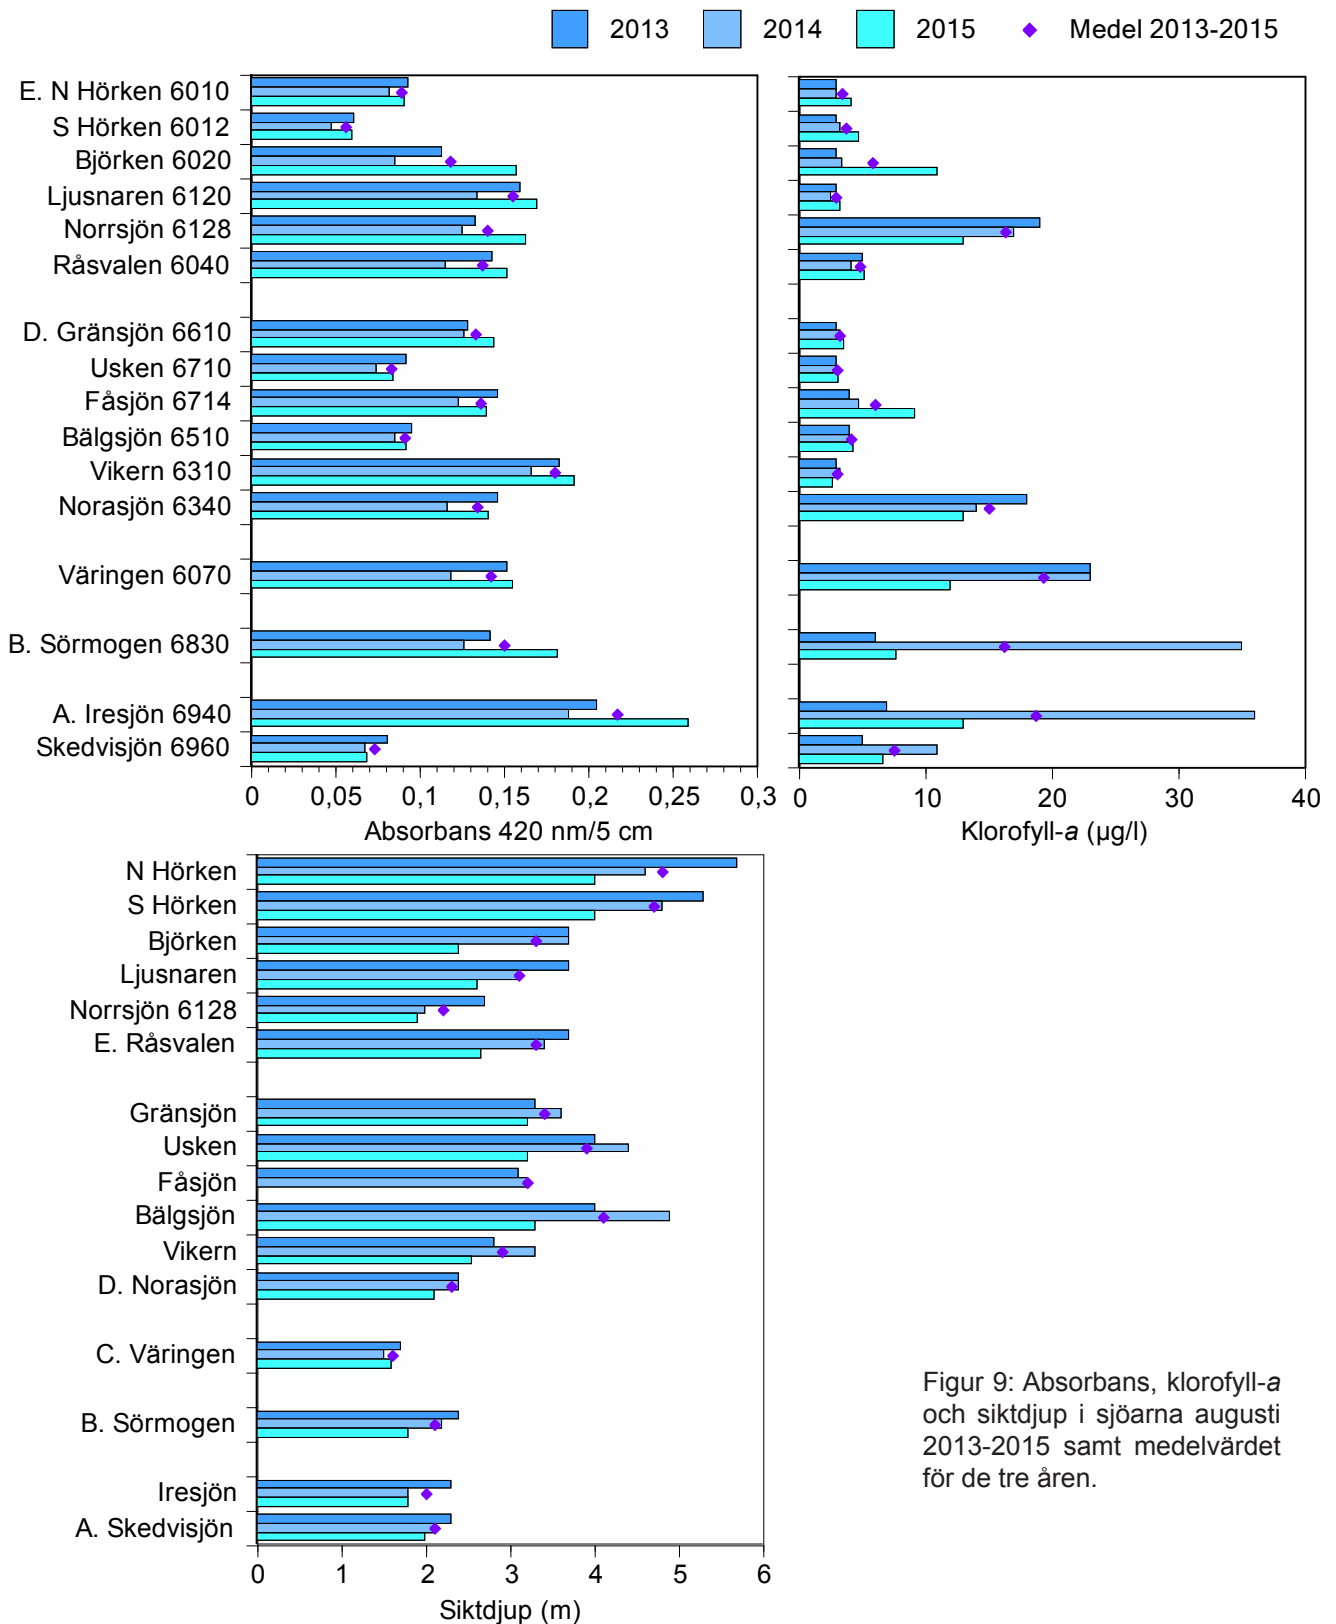 2013 2014 2015 Medel 2013-2015
E. N Hörken 6010
S Hörken 6012
Björken 6020
Ljusnaren 6120
Norrsjön 6128
Råsvalen 6040
D. Gränsjön 6610
Usken 6710
Fåsjön 6714
Bälgsjön 6510
Vikern 6310
Norasjön 6340
Väringen 6070
B. Sörmogen 6830
A. Iresjön 6940
Skedvisjön 6960
0 0,05 0,1 0,15 0,2 0,25 0,3
Absorbans 420 nm/5 cm
0 10 20 30 40
Klorofyll-a (µg/l)
N Hörken
S Hörken
Björken
Ljusnaren
Norrsjön 6128
E. Råsvalen
Gränsjön
Usken
Fåsjön
Bälgsjön
Vikern
D. Norasjön
C. Väringen
B. Sörmogen
Iresjön
A. Skedvisjön
0 1 2 3 4 5 6
Siktdjup (m)
Figur 9: Absorbans, klorofyll-a
och siktdjup i sjöarna augusti
2013-2015 samt medelvärdet
för de tre åren.